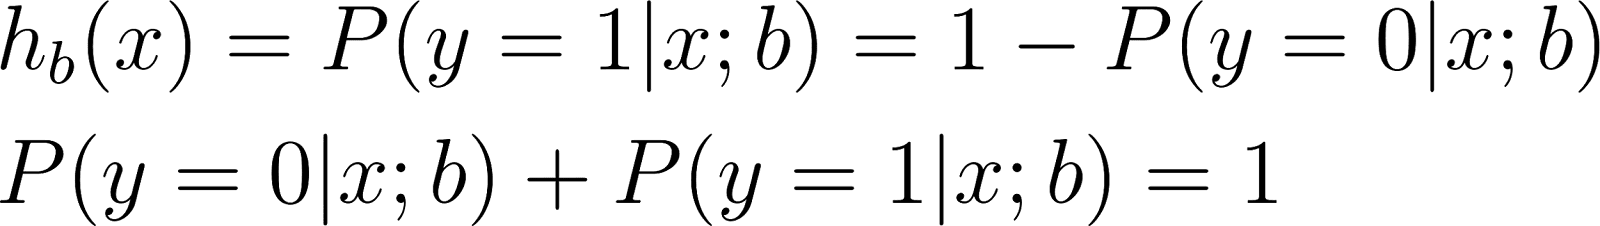 h_b(x) = P(y = 1|x; b) = 1 − P(y = 0|x; b)
P(y = 0|x; b) + P(y = 1|x; b) = 1